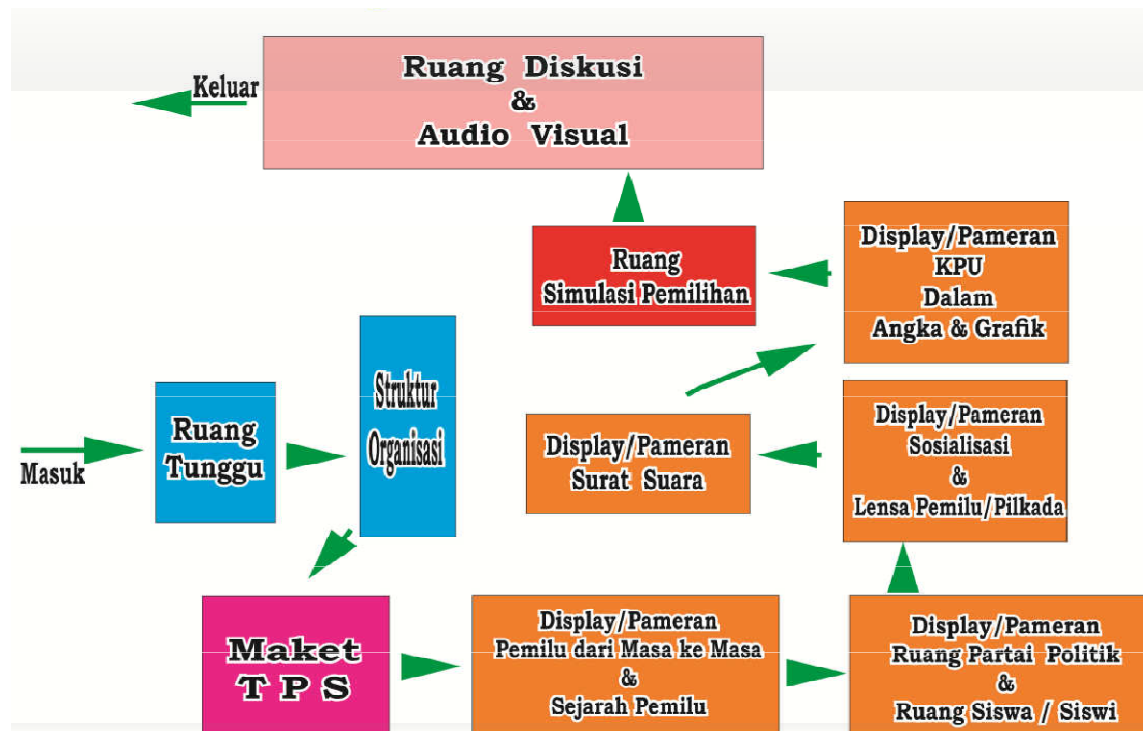 Masuk
Ruang
Tunggu
Struktur
Organisasi
Maket
T P S
Display/Pameran
Pemilu dari Masa ke Masa
&
Sejarah Pemilu
Display/Pameran
Ruang Partai Politik
&
Ruang Siswa / Siswi
Display/Pameran
Sosialisasi
&
Lensa Pemilu/Pilkada
Display/Pameran
Surat Suara
Display/Pameran
KPU
Dalam
Angka & Grafik
Ruang
Simulasi Pemilihan
Ruang Diskusi
&
Audio Visual
Keluar